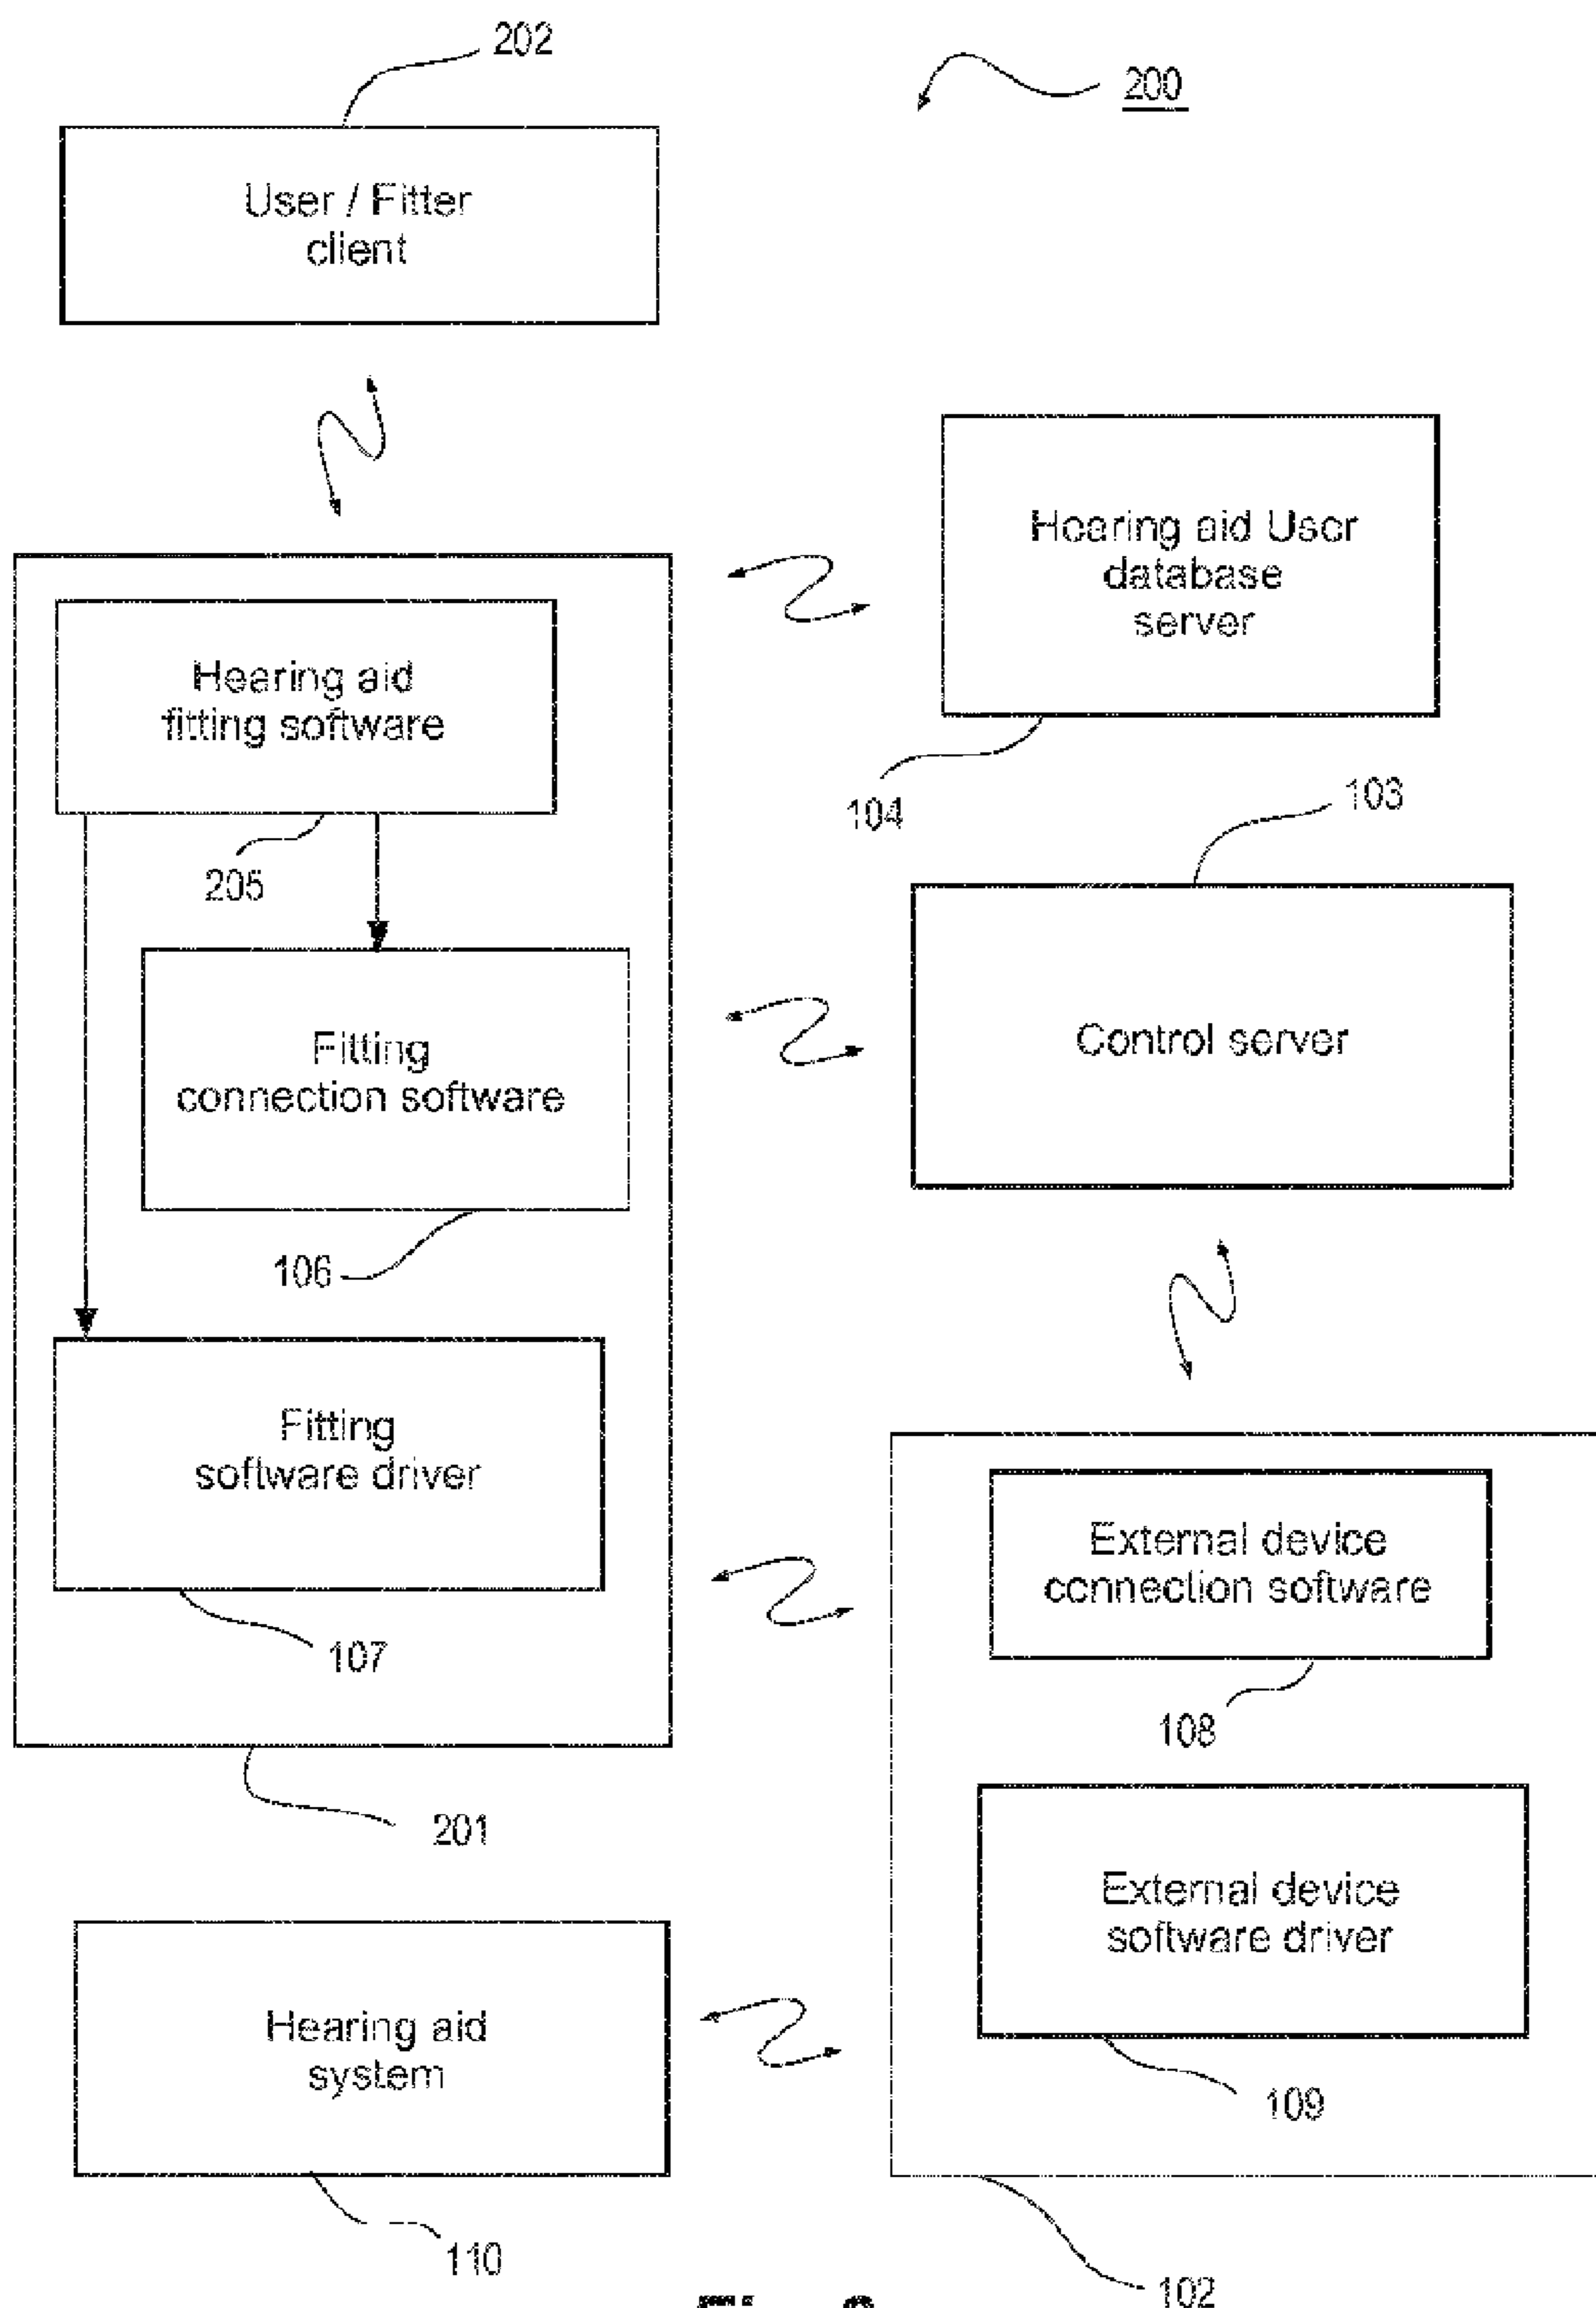 202
200
User / Fitter
client
Hearing aid User
database
server
Hearing aid
fitting software
104
103
205
Fitting
connection software
Control server
106
Fitting
software driver
External device
connection software
107
108
201
External device
software driver
Hearing aid
system
109
110
102